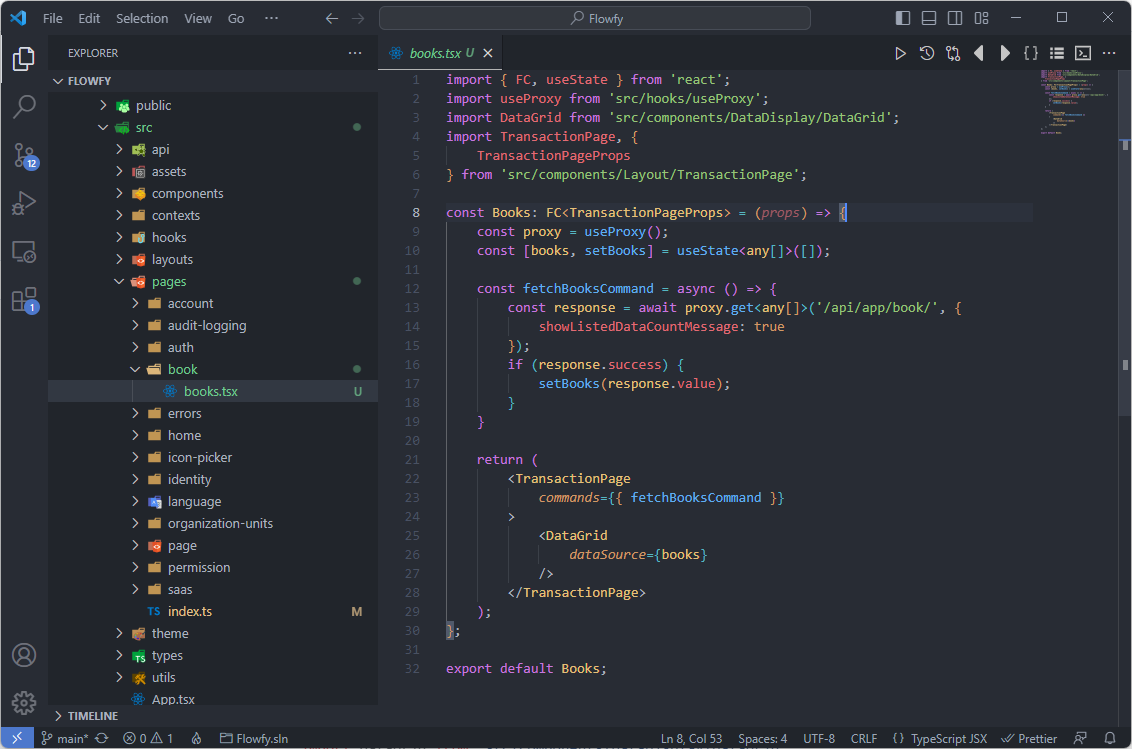 File Edit Selection View Go ··· Flowfy
EXPLORER ···
FLOWFY
public
src
api
assets
components
contexts
hooks
layouts
pages
account
audit-logging
auth
book
books.tsx U
errors
home
icon-picker
identity
language
organization-units
page
permission
saas
TS index.ts M
theme
types
utils
App.tsx
TIMELINE
12
1
books.tsx U
1 import { FC, useState } from 'react';
2 import useProxy from 'src/hooks/useProxy';
3 import DataGrid from 'src/components/DataDisplay/DataGrid';
4 import TransactionPage, {
5 TransactionPageProps
6 } from 'src/components/Layout/TransactionPage';
7
8 const Books: FC<TransactionPageProps> = (props) => {
9 const proxy = useProxy();
10 const [books, setBooks] = useState<any[]>([]);
11
12 const fetchBooksCommand = async () => {
13 const response = await proxy.get<any[]>('/api/app/book/', {
14 showListedDataCountMessage: true
15 });
16 if (response.success) {
17 setBooks(response.value);
18 }
19 }
20
21 return (
22 <TransactionPage
23 commands={{ fetchBooksCommand }}
24 >
25 <DataGrid
26 dataSource={books}
27 />
28 </TransactionPage>
29 );
30 };
31
32 export default Books;
main* 0 1 Flowfy.sln Ln 8, Col 53 Spaces: 4 UTF-8 CRLF {} TypeScript JSX Prettier